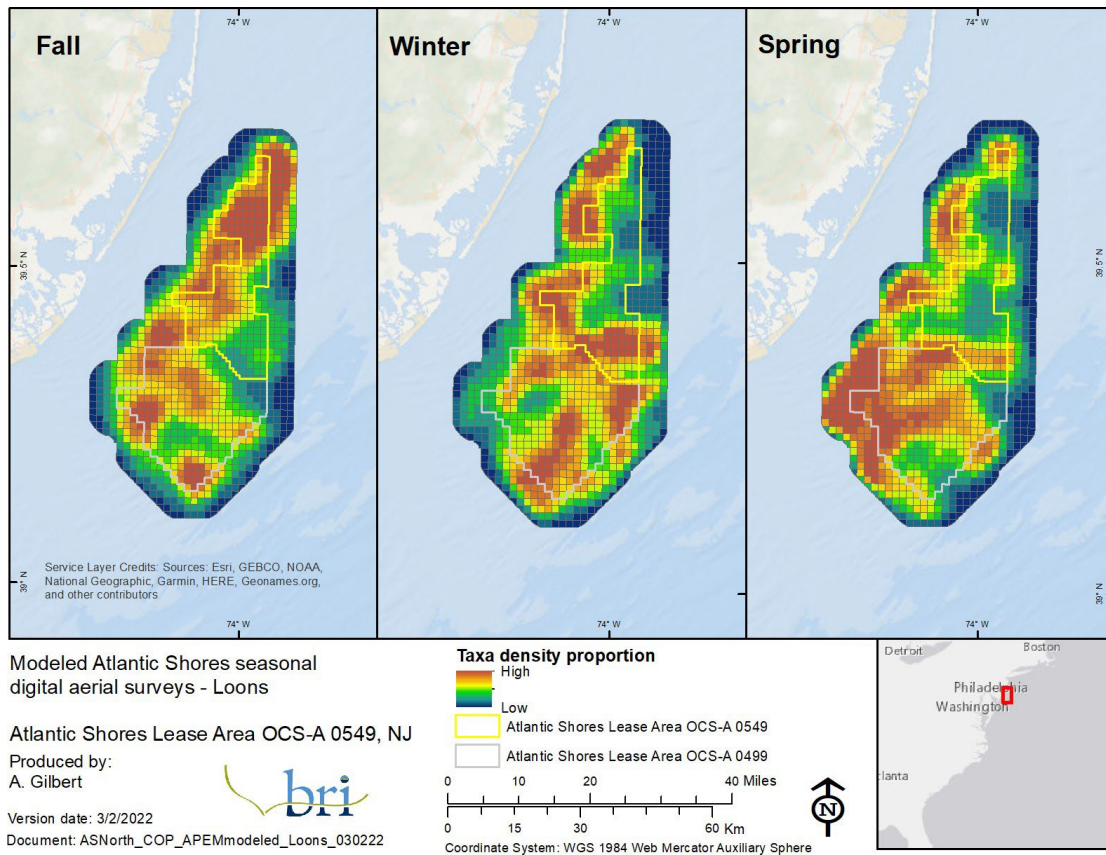 74° W
74° W
74° W
Fall
Winter
Spring
39.5° N
39.5° N
39° N
39° N
Service Layer Credits: Sources: Esri, GEBCO, NOAA,
National Geographic, Garmin, HERE, Geonames.org,
and other contributors
74° W
74° W
74° W
Modeled Atlantic Shores seasonal
digital aerial surveys - Loons
Atlantic Shores Lease Area OCS-A 0549, NJ
Produced by:
A. Gilbert
bri
Version date: 3/2/2022
Document: ASNorth_COP_APEMmodeled_Loons_030222
Taxa density proportion
High
Low
Atlantic Shores Lease Area OCS-A 0549
Atlantic Shores Lease Area OCS-A 0499
0 10 20 40 Miles
0 15 30 60 Km
Coordinate System: WGS 1984 Web Mercator Auxiliary Sphere
N
Detroit
Boston
Philadelphia
Washington
tlanta